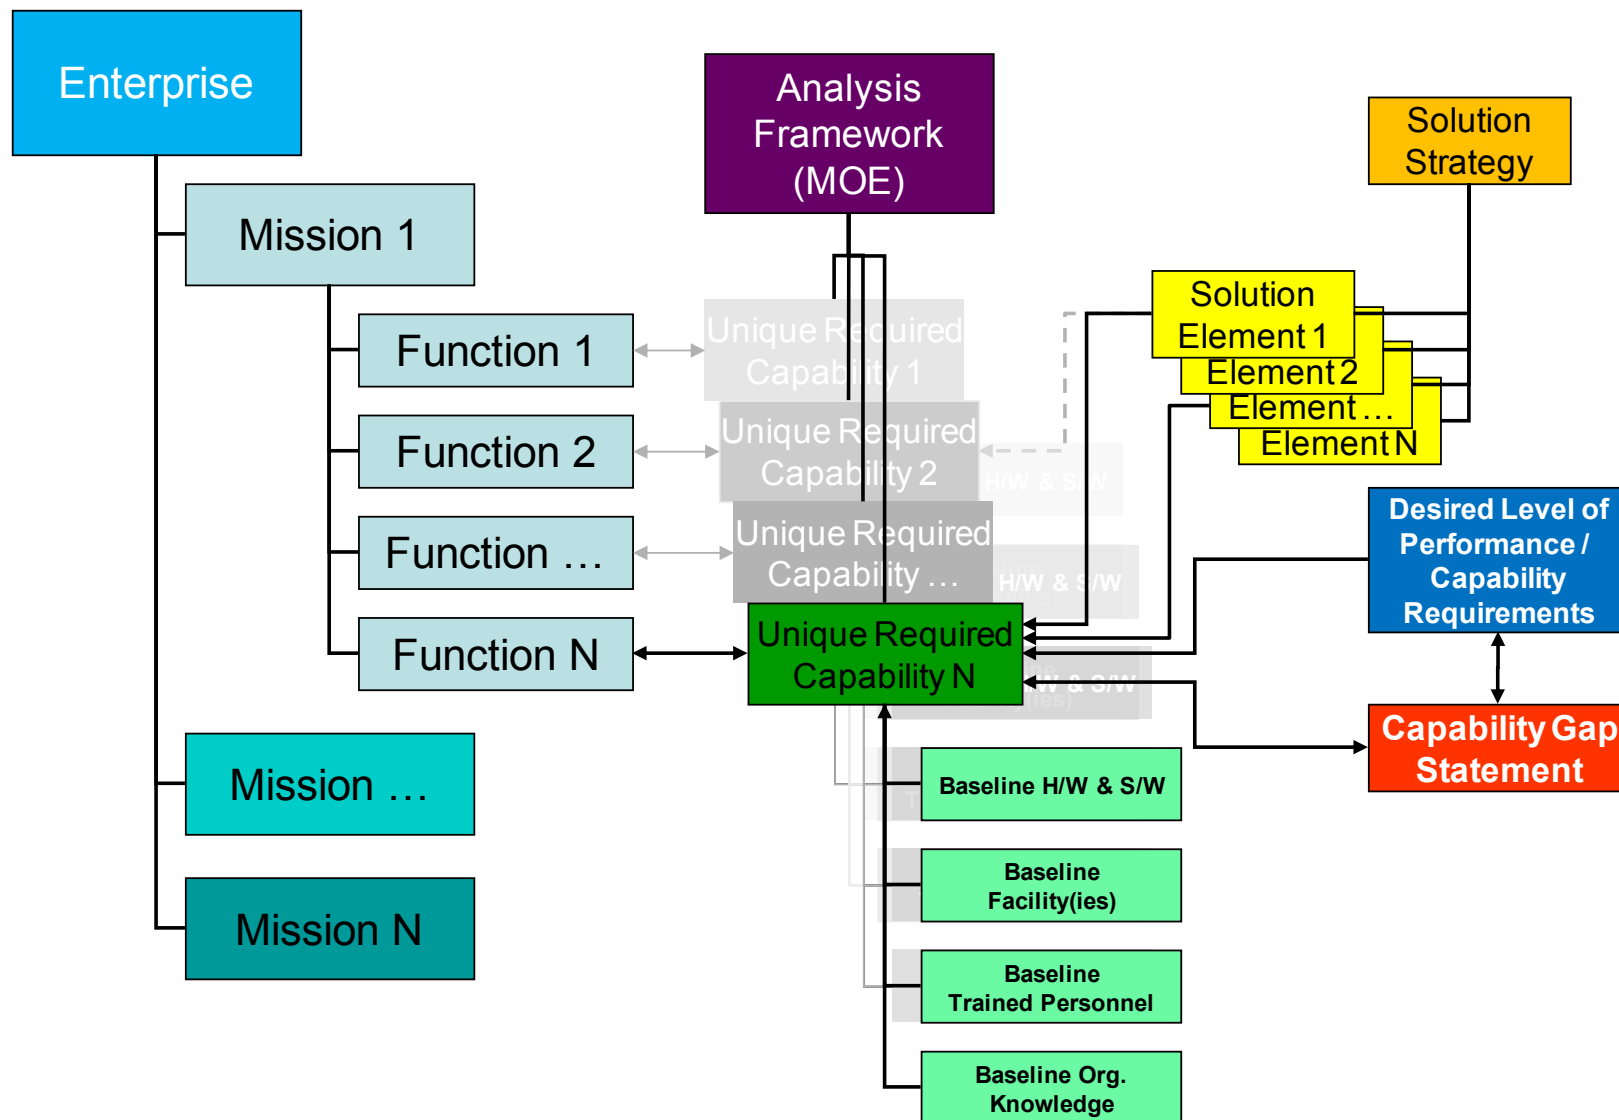 Enterprise
Mission 1
Function 1
Function 2
Function …
Function N
Mission …
Mission N
Analysis
Framework
(MOE)
Unique Required
Capability 1
Unique Required
Capability 2
Unique Required
Capability …
Unique Required
Capability N
H/W & S/W
H/W & S/W
H/W & S/W
Baseline H/W & S/W
Baseline
Facility(ies)
Baseline
Trained Personnel
Baseline Org.
Knowledge
Solution
Strategy
Solution
Element 1
Element 2
Element …
Element N
Desired Level of
Performance /
Capability
Requirements
Capability Gap
Statement